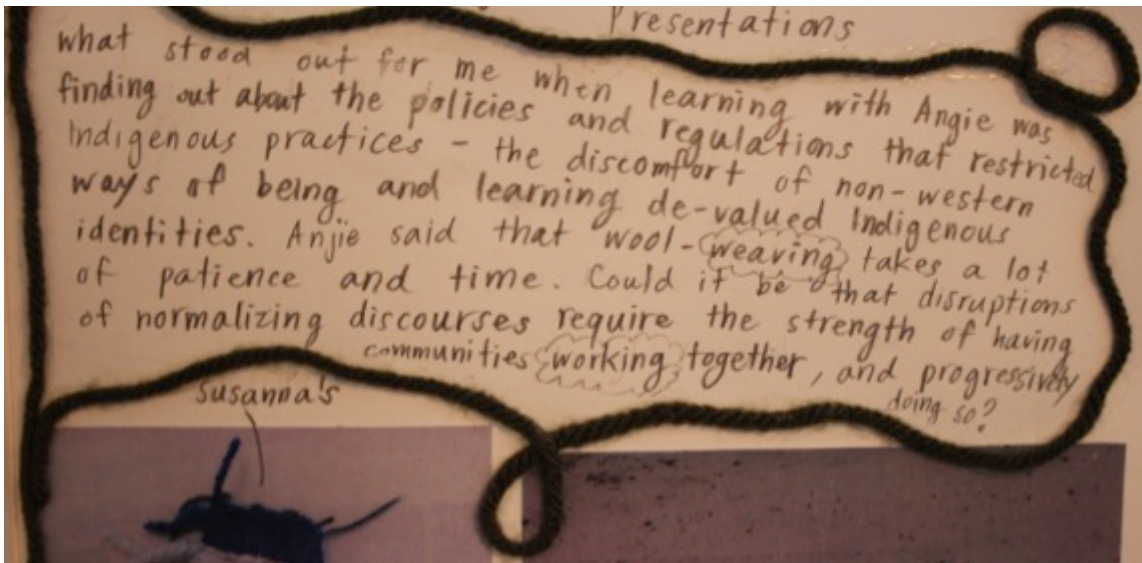 Presentations
what stood out for me when learning with Angie was
finding out about the policies and regulations that restricted
Indigenous practices - the discomfort of non-western
ways of being and learning de-valued Indigenous
identities. Anjie said that wool-weaving takes a lot
of patience and time. Could it be that disruptions
of normalizing discourses require the strength of having
communities working together, and progressively
doing so?
Susanna's